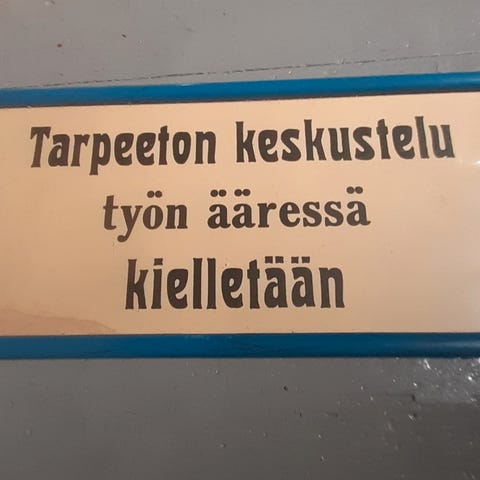 Tarpeeton keskustelu
työn ääressä
kielletään